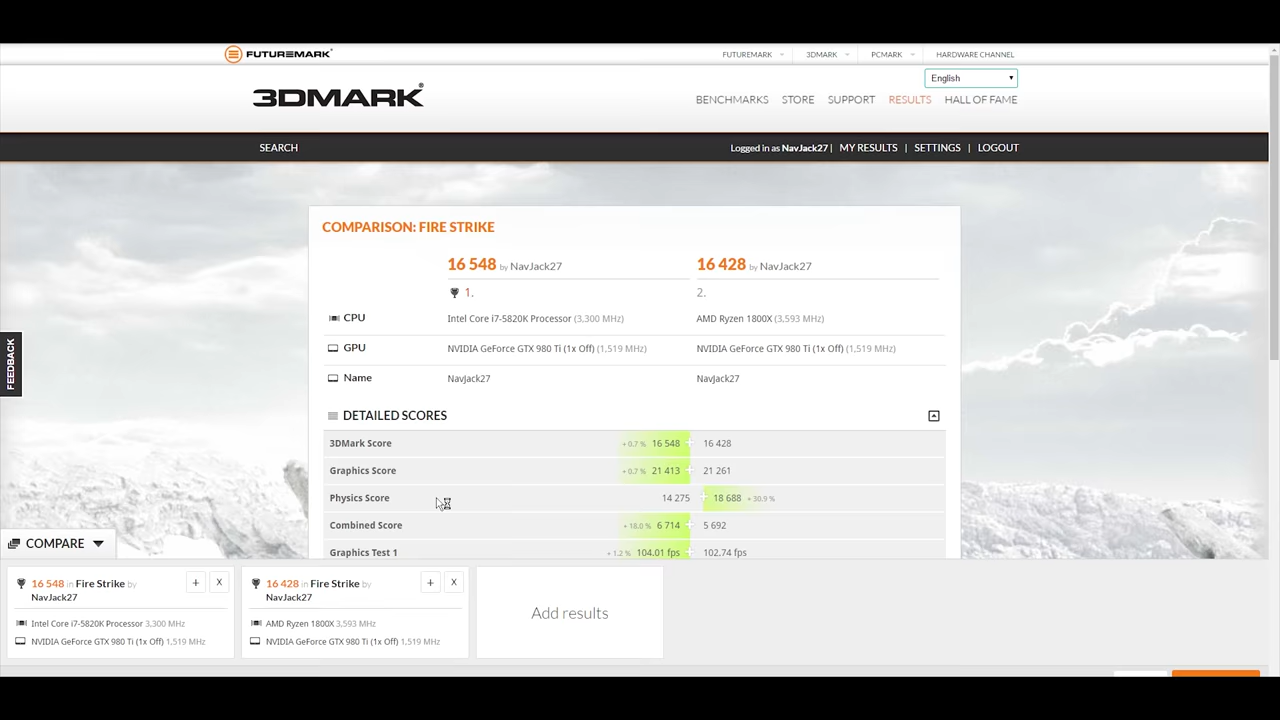 FUTUREMARK
FUTUREMARK 3DMARK PCMARK HARDWARE CHANNEL
English
3DMARK®
BENCHMARKS STORE SUPPORT RESULTS HALL OF FAME
SEARCH
Logged in as NavJack27 | MY RESULTS | SETTINGS | LOGOUT
COMPARISON: FIRE STRIKE
16 548 by NavJack27 16 428 by NavJack27
1. 2.
CPU Intel Core i7-5820K Processor (3,300 MHz) AMD Ryzen 1800X (3,593 MHz)
GPU NVIDIA GeForce GTX 980 Ti (1x Off) (1,519 MHz) NVIDIA GeForce GTX 980 Ti (1x Off) (1,519 MHz)
Name NavJack27 NavJack27
DETAILED SCORES
3DMark Score +0.7 % 16 548 16 428
Graphics Score +0.7 % 21 413 21 261
Physics Score 14 275 18 688 +30.9 %
Combined Score +18.0 % 6 714 5 692
Graphics Test 1 +1.2 % 104.01 fps 102.74 fps
FEEDBACK
COMPARE
16 548 in Fire Strike by + X
NavJack27
Intel Core i7-5820K Processor 3,300 MHz
NVIDIA GeForce GTX 980 Ti (1x Off) 1,519 MHz
16 428 in Fire Strike by + X
NavJack27
AMD Ryzen 1800X 3,593 MHz
NVIDIA GeForce GTX 980 Ti (1x Off) 1,519 MHz
Add results